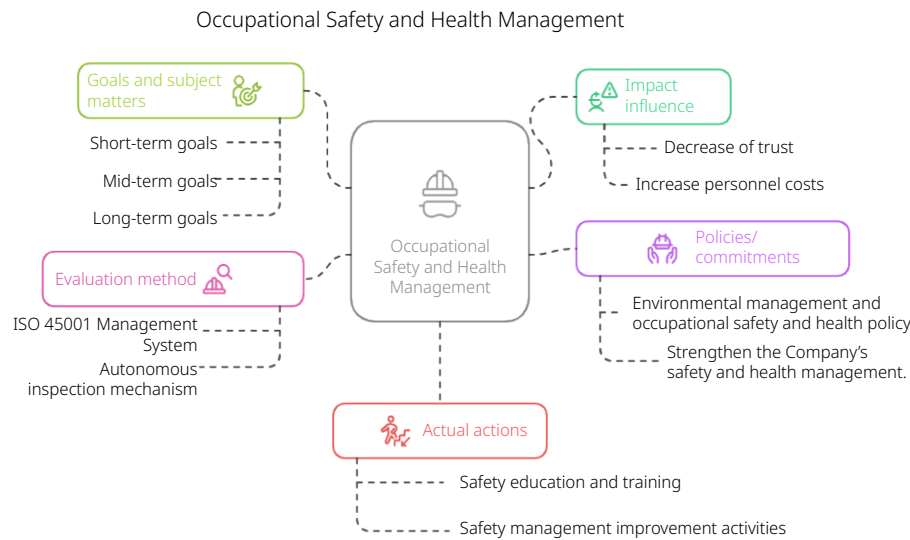 Occupational Safety and Health Management
Goals and subject
matters
Short-term goals
Mid-term goals
Long-term goals
Evaluation method
ISO 45001 Management
System
Autonomous
inspection mechanism
Occupational
Safety and Health
Management
Impact
influence
Decrease of trust
Increase personnel costs
Policies/
commitments
Environmental management and
occupational safety and health policy
Strengthen the Company’s
safety and health management.
Actual actions
Safety education and training
Safety management improvement activities